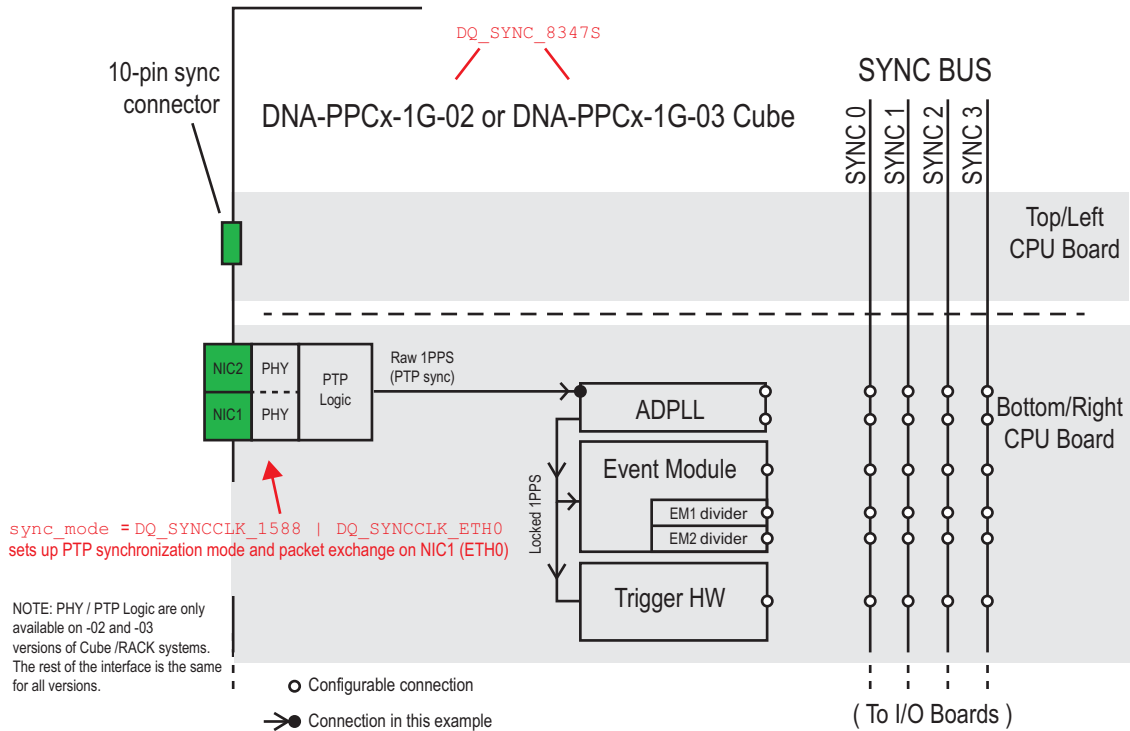 DQ_SYNC_8347S
10-pin sync
connector
DNA-PPCx-1G-02 or DNA-PPCx-1G-03 Cube
SYNC BUS
SYNC 0
SYNC 1
SYNC 2
SYNC 3
Top/Left
CPU Board
NIC2
PHY
NIC1
PHY
PTP
Logic
Raw 1PPS
(PTP sync)
ADPLL
Bottom/Right
CPU Board
Event Module
EM1 divider
EM2 divider
Locked 1PPS
Trigger HW
sync_mode = DQ_SYNCCLK_1588 | DQ_SYNCCLK_ETH0
sets up PTP synchronization mode and packet exchange on NIC1 (ETH0)
NOTE: PHY / PTP Logic are only
available on -02 and -03
versions of Cube /RACK systems.
The rest of the interface is the same
for all versions.
Configurable connection
Connection in this example
( To I/O Boards )